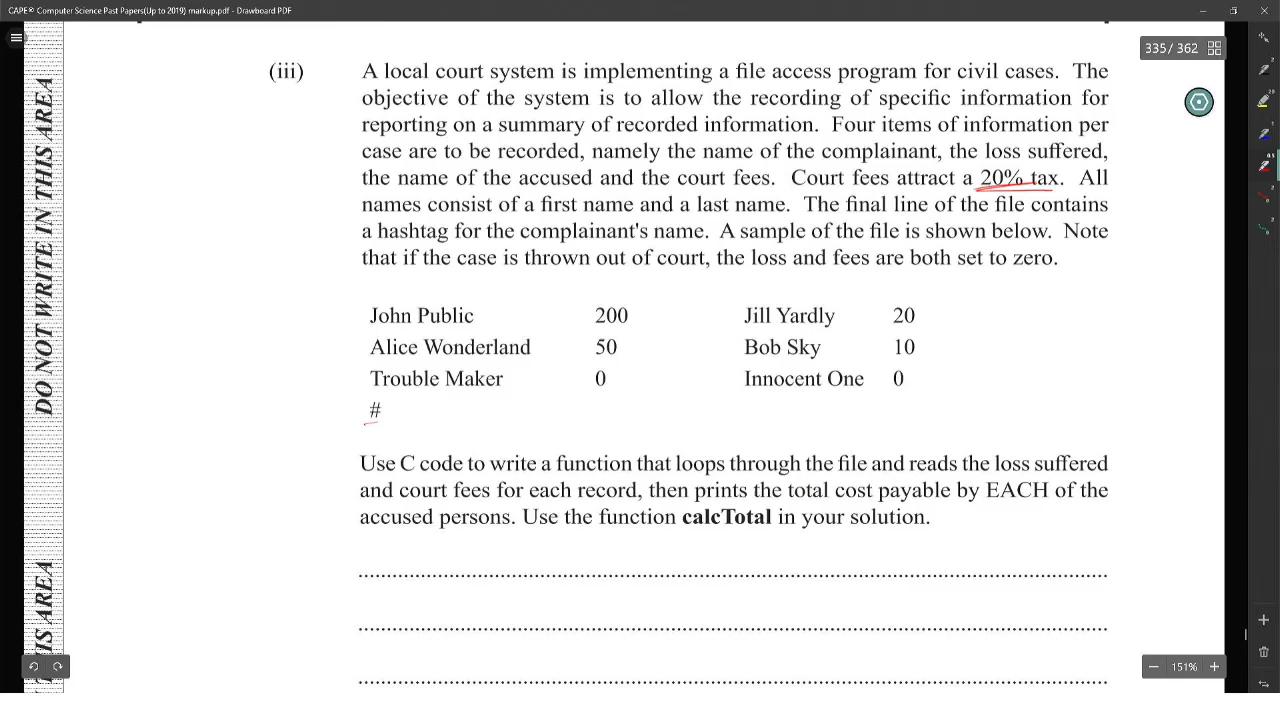 CAPE® Computer Science Past Papers(Up to 2019) markup.pdf - Drawboard PDF
335 / 362
(iii) A local court system is implementing a file access program for civil cases. The
objective of the system is to allow the recording of specific information for
reporting on a summary of recorded information. Four items of information per
case are to be recorded, namely the name of the complainant, the loss suffered,
the name of the accused and the court fees. Court fees attract a 20% tax. All
names consist of a first name and a last name. The final line of the file contains
a hashtag for the complainant's name. A sample of the file is shown below. Note
that if the case is thrown out of court, the loss and fees are both set to zero.
John Public 200 Jill Yardly 20
Alice Wonderland 50 Bob Sky 10
Trouble Maker 0 Innocent One 0
#
Use C code to write a function that loops through the file and reads the loss suffered
and court fees for each record, then prints the total cost payable by EACH of the
accused persons. Use the function calcTotal in your solution.
DO NOT WRITE IN THIS AREA
IS AREA
151%